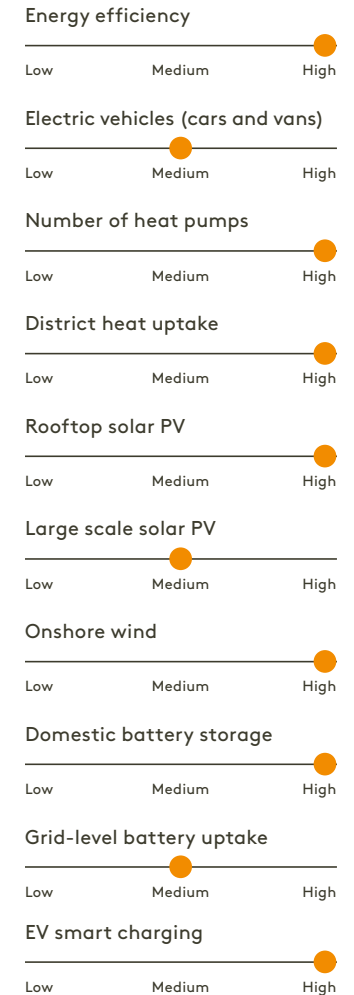 Energy efficiency
Low Medium High
Electric vehicles (cars and vans)
Low Medium High
Number of heat pumps
Low Medium High
District heat uptake
Low Medium High
Rooftop solar PV
Low Medium High
Large scale solar PV
Low Medium High
Onshore wind
Low Medium High
Domestic battery storage
Low Medium High
Grid-level battery uptake
Low Medium High
EV smart charging
Low Medium High